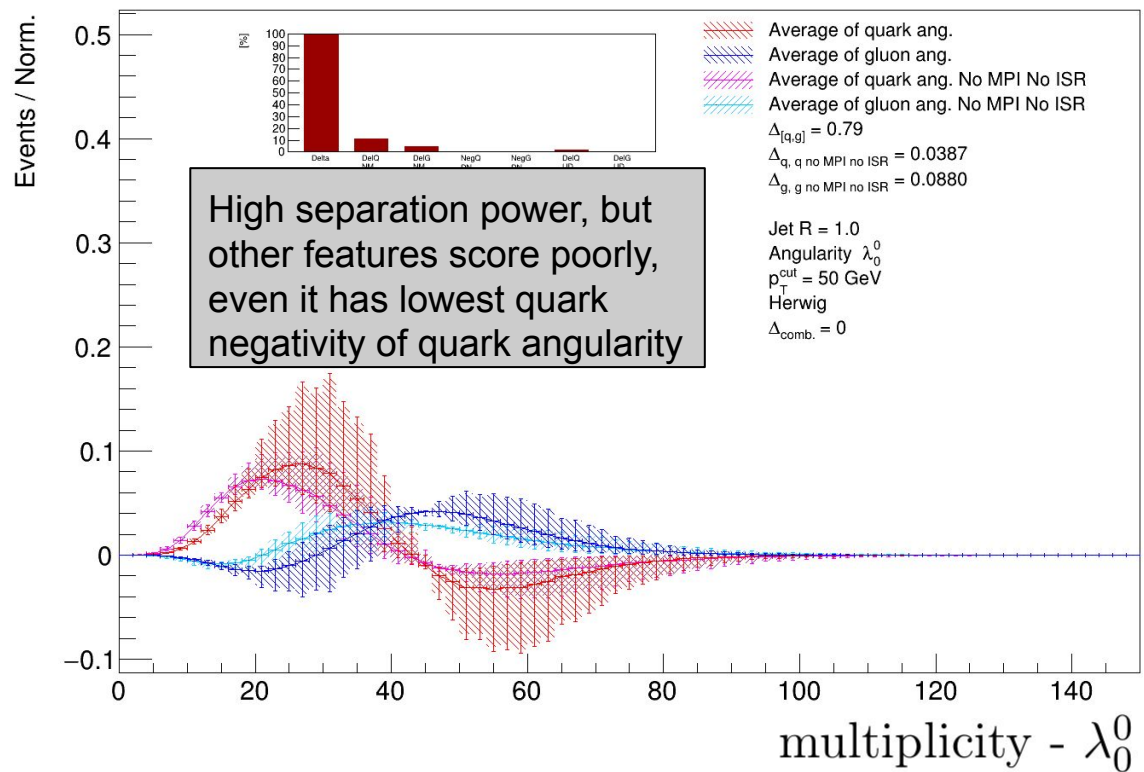 Events / Norm.
0.5
0.4
0.3
0.2
0.1
0
−0.1
[%]
100
90
80
70
60
50
40
30
20
10
0
Delta
DelQ
NM
DelG
NM
NegQ
NegG
DelQ
DelG
High separation power, but
other features score poorly,
even it has lowest quark
negativity of quark angularity
Average of quark ang.
Average of gluon ang.
Average of quark ang. No MPI No ISR
Average of gluon ang. No MPI No ISR
Δ[q,g] = 0.79
Δq, q no MPI no ISR = 0.0387
Δg, g no MPI no ISR = 0.0880
Jet R = 1.0
Angularity λ⁰₀
pTcut = 50 GeV
Herwig
Δcomb. = 0
0 20 40 60 80 100 120 140
multiplicity - λ⁰₀